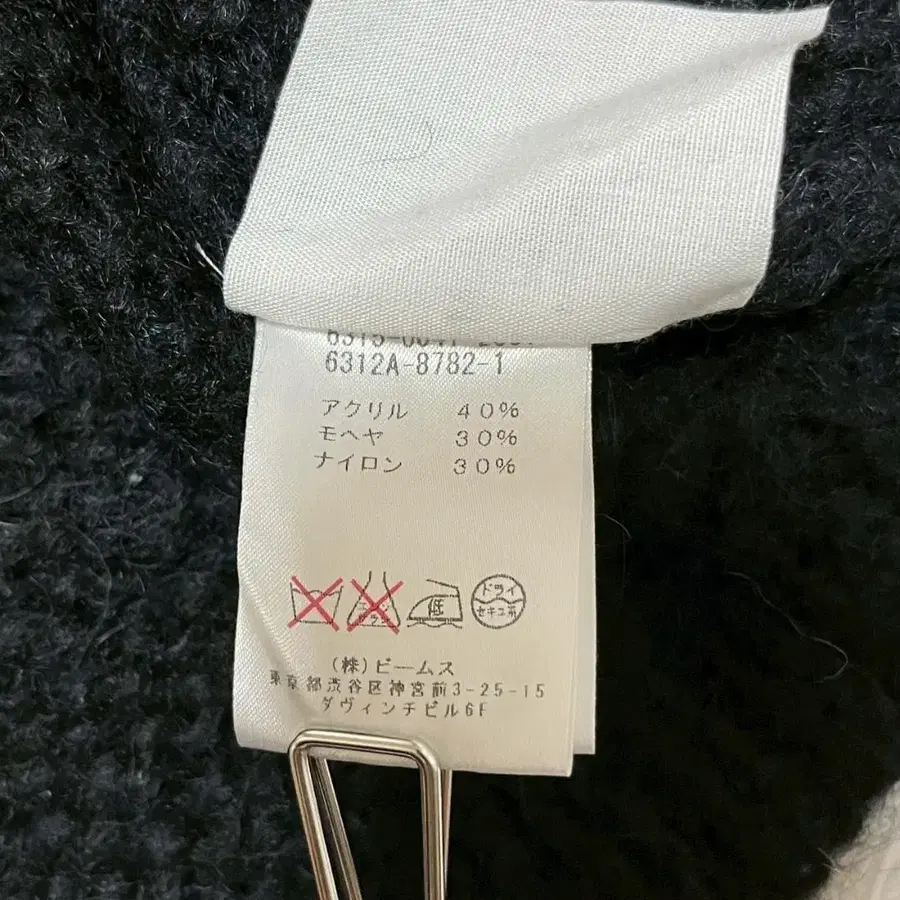 6312A-8782-1
アクリル 40%
モヘヤ 30%
ナイロン 30%
低
ドライ
セキユ系
(株)ビームス
東京都渋谷区神宮前3-25-15
ダヴィンチビル6F